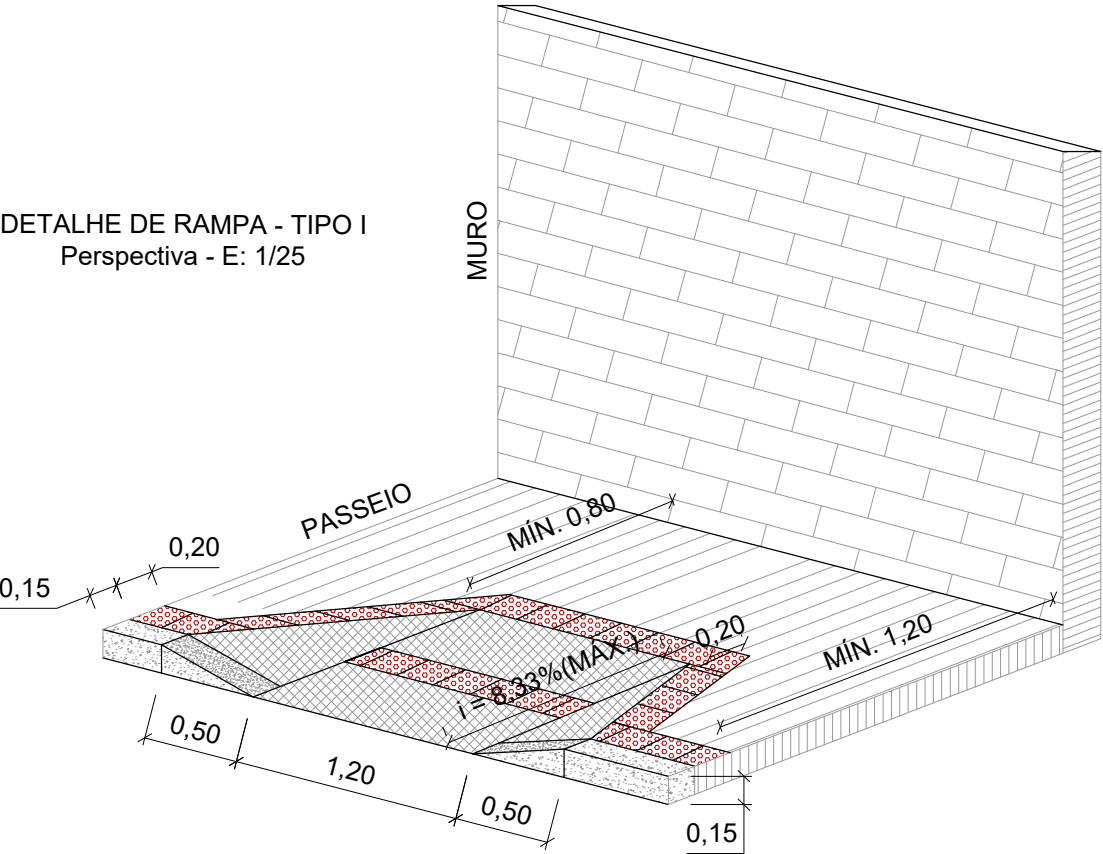 DETALHE DE RAMPA - TIPO I
Perspectiva - E: 1/25
MURO
PASSEIO
MÍN. 0,80
0,20
0,15
0,20
MÍN. 1,20
i = 8,33%(MÁX.)
0,50
1,20
0,50
0,15